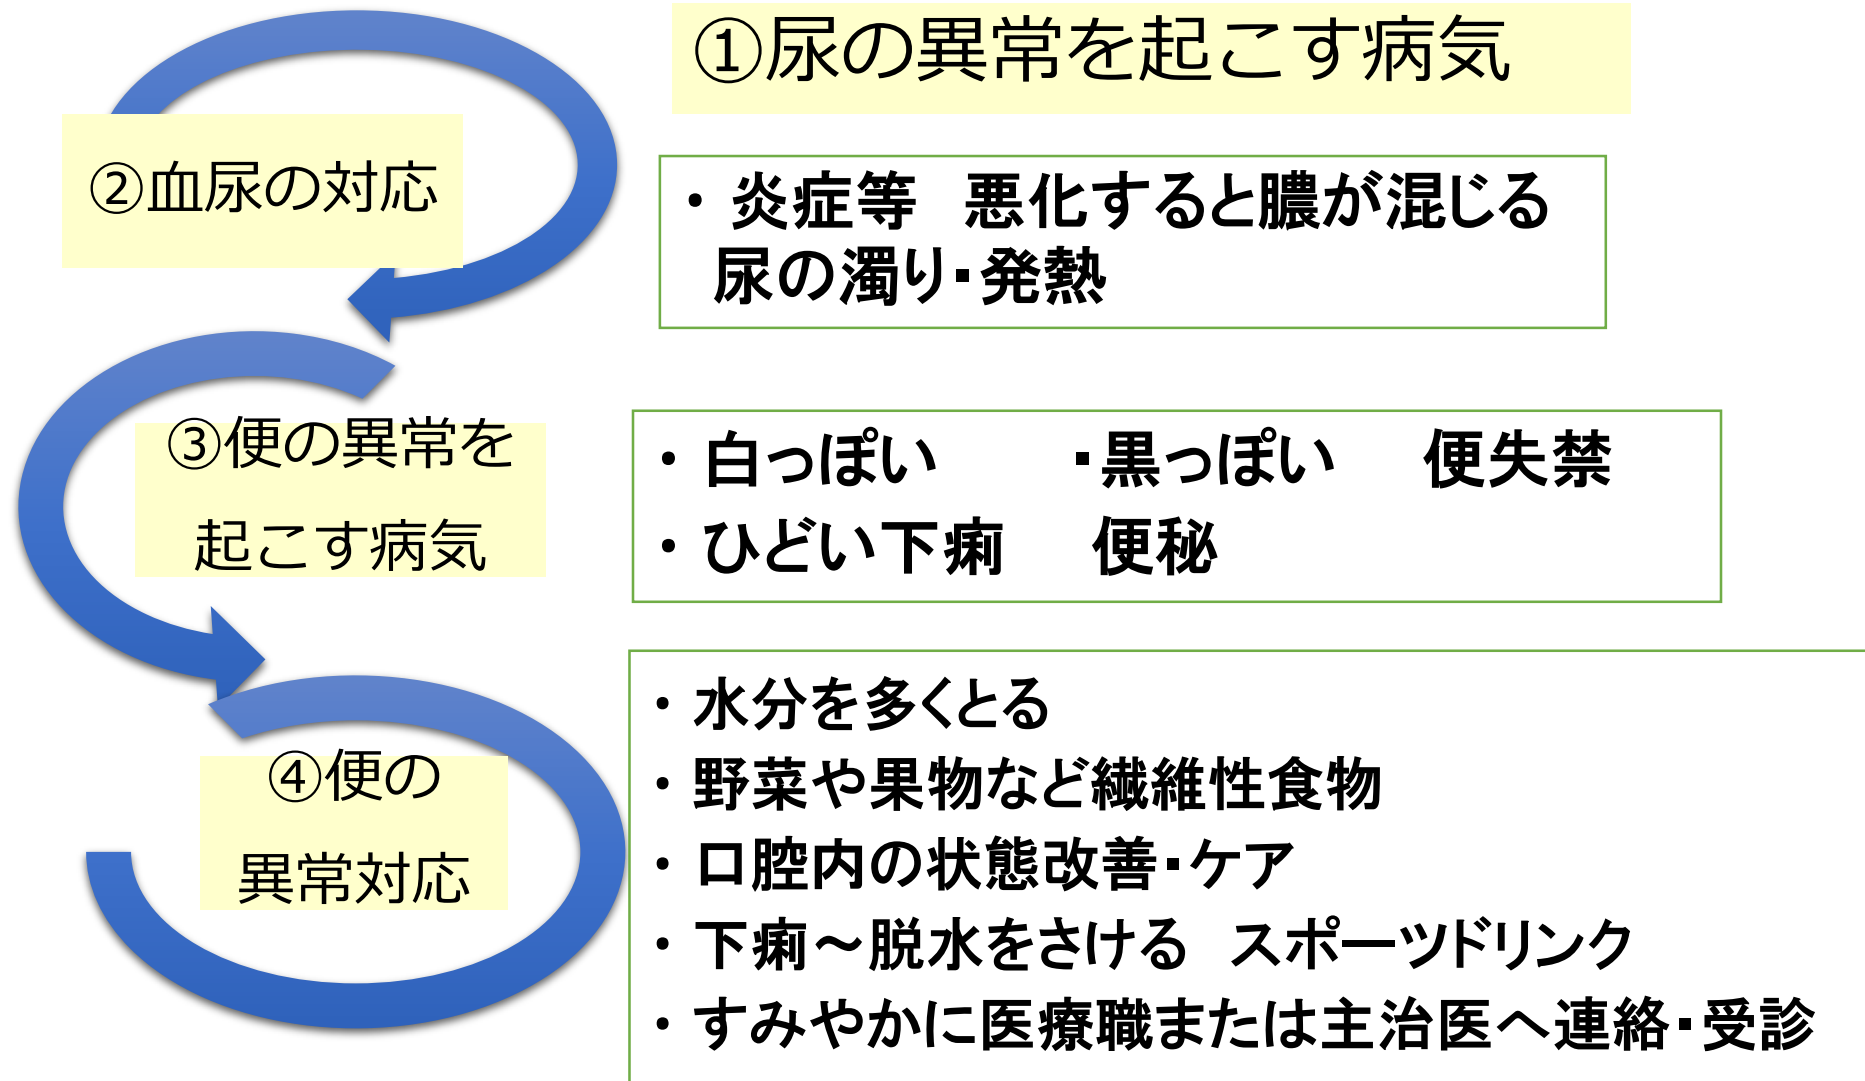 ①尿の異常を起こす病気
②血尿の対応
・炎症等　悪化すると膿が混じる
尿の濁り・発熱
③便の異常を
起こす病気
・白っぽい　　・黒っぽい　便失禁
・ひどい下痢　便秘
④便の
異常対応
・水分を多くとる
・野菜や果物など繊維性食物
・口腔内の状態改善・ケア
・下痢～脱水をさける　スポーツドリンク
・すみやかに医療職または主治医へ連絡・受診